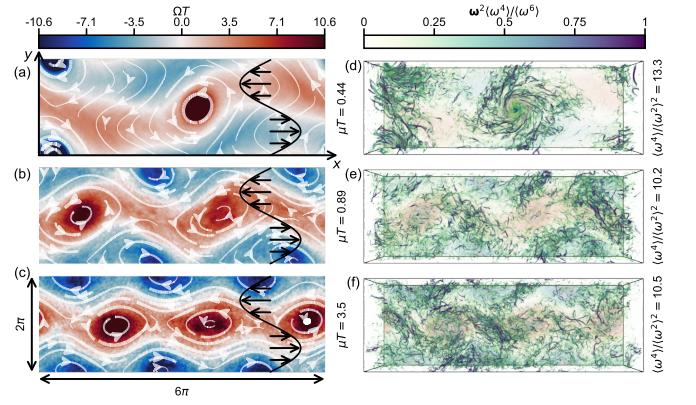 ΩT
-10.6 -7.1 -3.5 0.0 3.5 7.1 10.6
ω²⟨ω⁴⟩/⟨ω⁶⟩
0 0.25 0.5 0.75 1
y
(a)
μT = 0.44
x
(d)
⟨ω⁴⟩/⟨ω²⟩² = 13.3
(b)
μT = 0.89
(e)
⟨ω⁴⟩/⟨ω²⟩² = 10.2
(c)
μT = 3.5
2π
6π
(f)
⟨ω⁴⟩/⟨ω²⟩² = 10.5